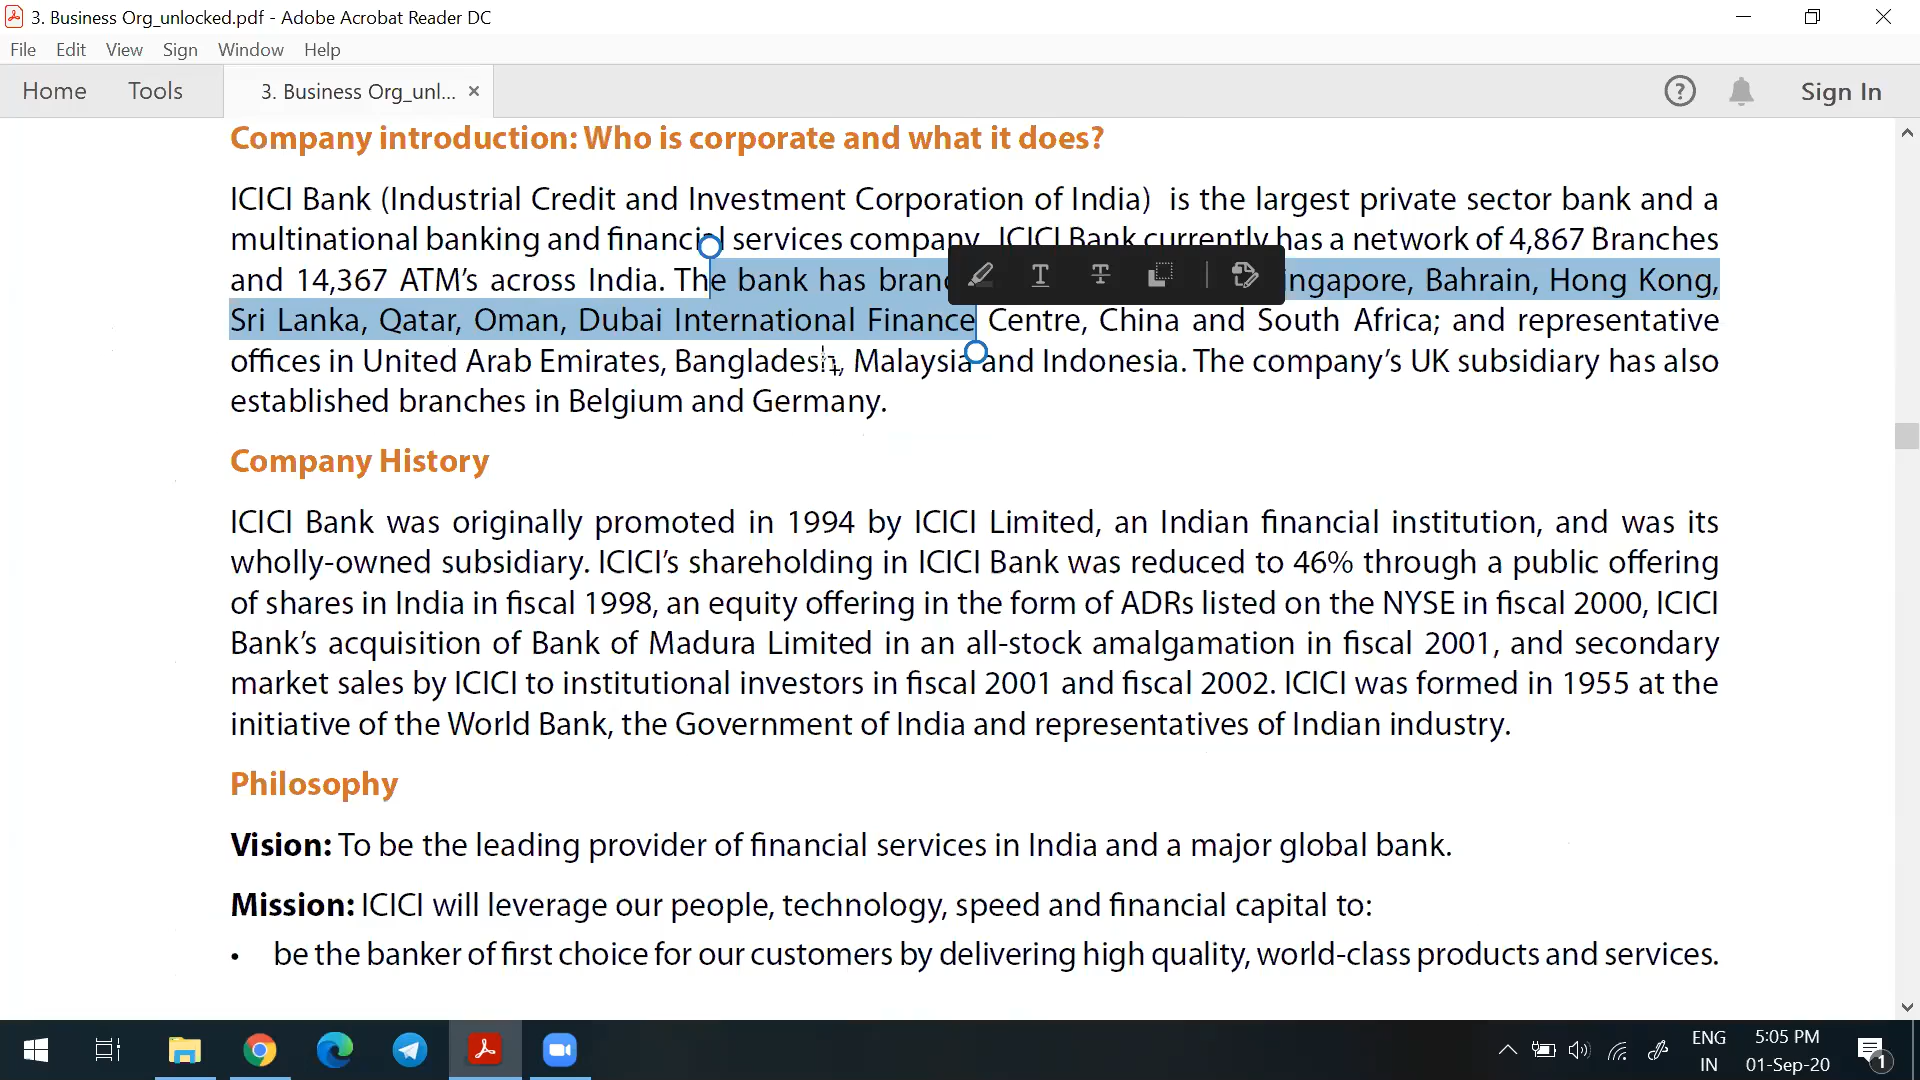 3. Business Org_unlocked.pdf - Adobe Acrobat Reader DC
File Edit View Sign Window Help
Home Tools 3. Business Org_unl... × Sign In
Company introduction: Who is corporate and what it does?
ICICI Bank (Industrial Credit and Investment Corporation of India) is the largest private sector bank and a
multinational banking and financial services company. ICICI Bank currently has a network of 4,867 Branches
and 14,367 ATM's across India. The bank has ingapore, Bahrain, Hong Kong,
Sri Lanka, Qatar, Oman, Dubai International Finance Centre, China and South Africa; and representative
offices in United Arab Emirates, Bangladesh, Malaysia and Indonesia. The company's UK subsidiary has also
established branches in Belgium and Germany.
Company History
ICICI Bank was originally promoted in 1994 by ICICI Limited, an Indian financial institution, and was its
wholly-owned subsidiary. ICICI's shareholding in ICICI Bank was reduced to 46% through a public offering
of shares in India in fiscal 1998, an equity offering in the form of ADRs listed on the NYSE in fiscal 2000, ICICI
Bank's acquisition of Bank of Madura Limited in an all-stock amalgamation in fiscal 2001, and secondary
market sales by ICICI to institutional investors in fiscal 2001 and fiscal 2002. ICICI was formed in 1955 at the
initiative of the World Bank, the Government of India and representatives of Indian industry.
Philosophy
Vision: To be the leading provider of financial services in India and a major global bank.
Mission: ICICI will leverage our people, technology, speed and financial capital to:
• be the banker of first choice for our customers by delivering high quality, world-class products and services.
ENG 5:05 PM
IN 01-Sep-20 1